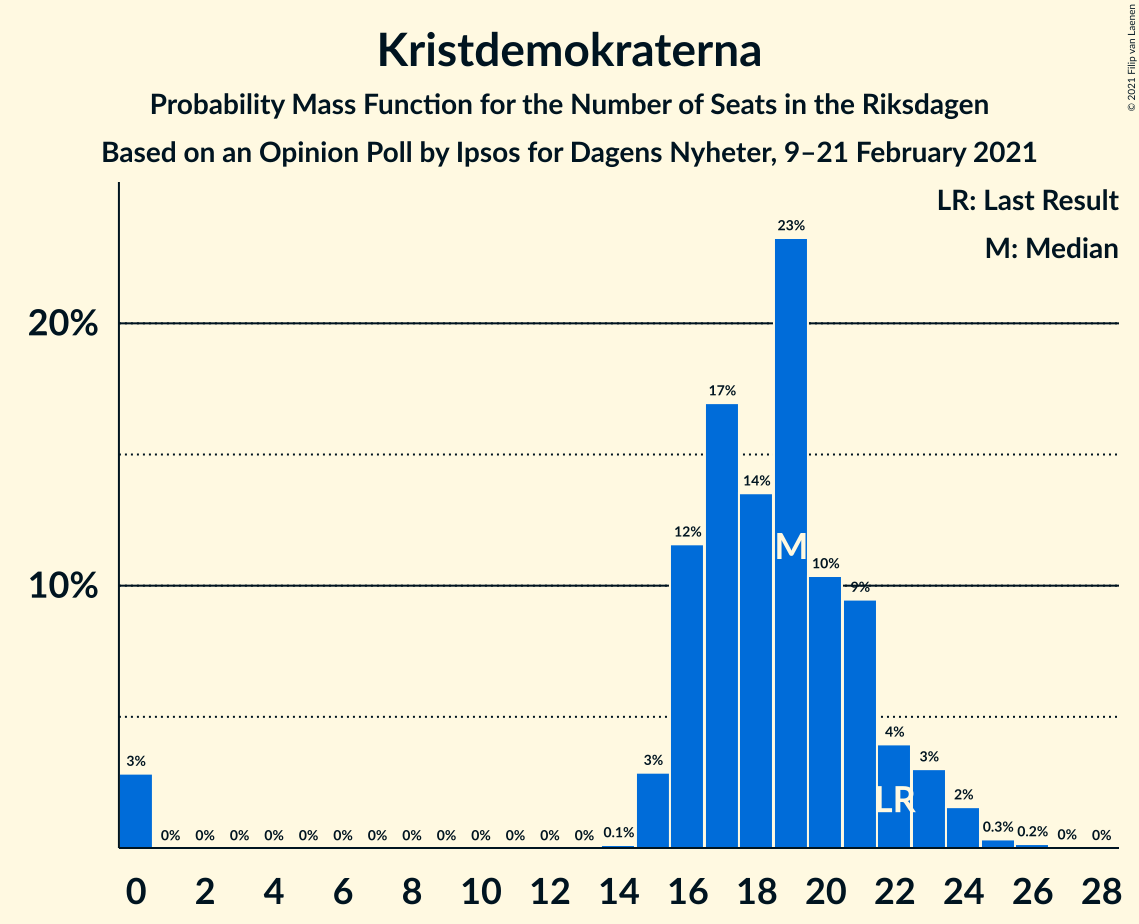 Kristdemokraterna
Probability Mass Function for the Number of Seats in the Riksdagen
Based on an Opinion Poll by Ipsos for Dagens Nyheter, 9–21 February 2021
© 2021 Filip van Laenen
LR: Last Result
M: Median
20%
10%
3% 0% 0% 0% 0% 0% 0% 0% 0% 0% 0% 0% 0% 0% 0.1% 3% 12% 17% 14% 23% 10% 9% 4% 3% 2% 0.3% 0.2% 0% 0%
M
LR
0 2 4 6 8 10 12 14 16 18 20 22 24 26 28